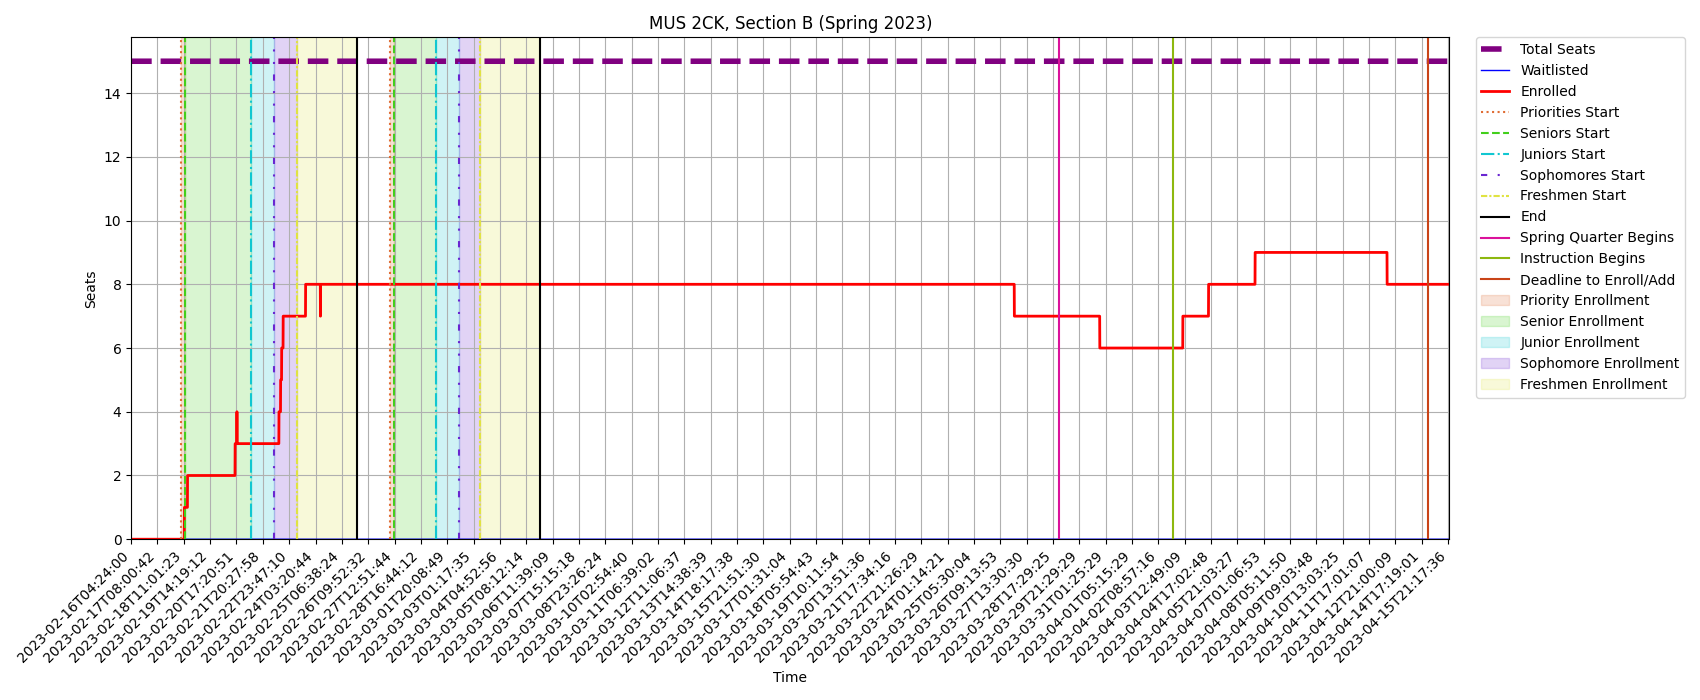 MUS 2CK, Section B (Spring 2023)
Seats
14
12
10
8
6
4
2
0
2023-02-16T04:24:00
2023-02-17T08:00:42
2023-02-18T11:01:23
2023-02-19T14:19:12
2023-02-20T17:20:51
2023-02-21T20:27:58
2023-02-22T23:47:10
2023-02-24T03:20:44
2023-02-25T06:38:24
2023-02-26T09:52:32
2023-02-27T12:51:44
2023-02-28T16:44:12
2023-03-01T20:08:49
2023-03-03T01:17:35
2023-03-04T04:52:56
2023-03-05T08:12:14
2023-03-06T11:39:09
2023-03-07T15:15:18
2023-03-08T23:26:24
2023-03-10T02:54:40
2023-03-11T06:39:02
2023-03-12T11:06:37
2023-03-13T14:38:39
2023-03-14T18:17:38
2023-03-15T21:51:30
2023-03-17T01:31:04
2023-03-18T05:54:43
2023-03-19T10:11:54
2023-03-20T13:51:36
2023-03-21T17:34:16
2023-03-22T21:26:29
2023-03-24T01:14:21
2023-03-25T05:30:04
2023-03-26T09:13:53
2023-03-27T13:30:30
2023-03-28T17:29:25
2023-03-29T21:29:29
2023-03-31T01:25:29
2023-04-01T05:15:29
2023-04-02T08:57:16
2023-04-03T12:49:09
2023-04-04T17:02:48
2023-04-05T21:03:27
2023-04-07T01:06:53
2023-04-08T05:11:50
2023-04-09T09:03:48
2023-04-10T13:03:25
2023-04-11T17:01:07
2023-04-12T21:00:09
2023-04-14T17:19:01
2023-04-15T21:17:36
Time
Total Seats
Waitlisted
Enrolled
Priorities Start
Seniors Start
Juniors Start
Sophomores Start
Freshmen Start
End
Spring Quarter Begins
Instruction Begins
Deadline to Enroll/Add
Priority Enrollment
Senior Enrollment
Junior Enrollment
Sophomore Enrollment
Freshmen Enrollment